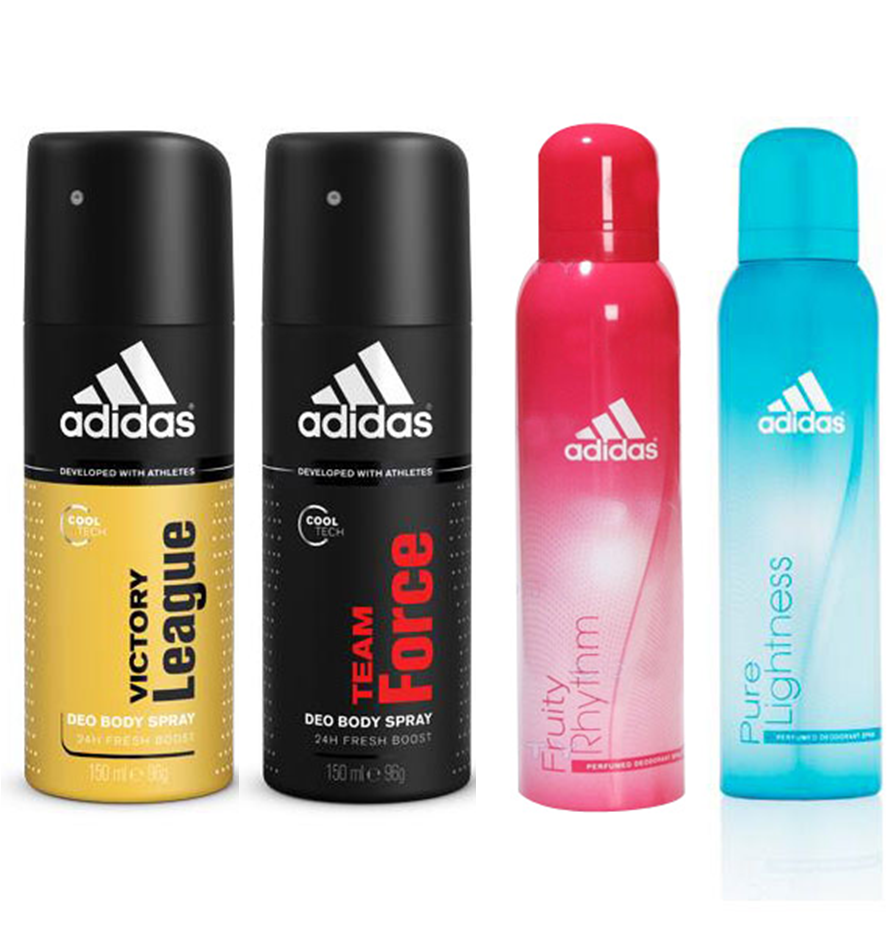 adidas
DEVELOPED WITH ATHLETES
COOL
TECH
VICTORY
League
DEO BODY SPRAY
24H FRESH BOOST
150 ml e 96g
adidas
DEVELOPED WITH ATHLETES
COOL
TECH
TEAM
Force
DEO BODY SPRAY
24H FRESH BOOST
150 ml e 96g
adidas
Fruity
Rhythm
PERFUMED DEODORANT
adidas
Pure
Lightness
PERFUMED DEODORANT